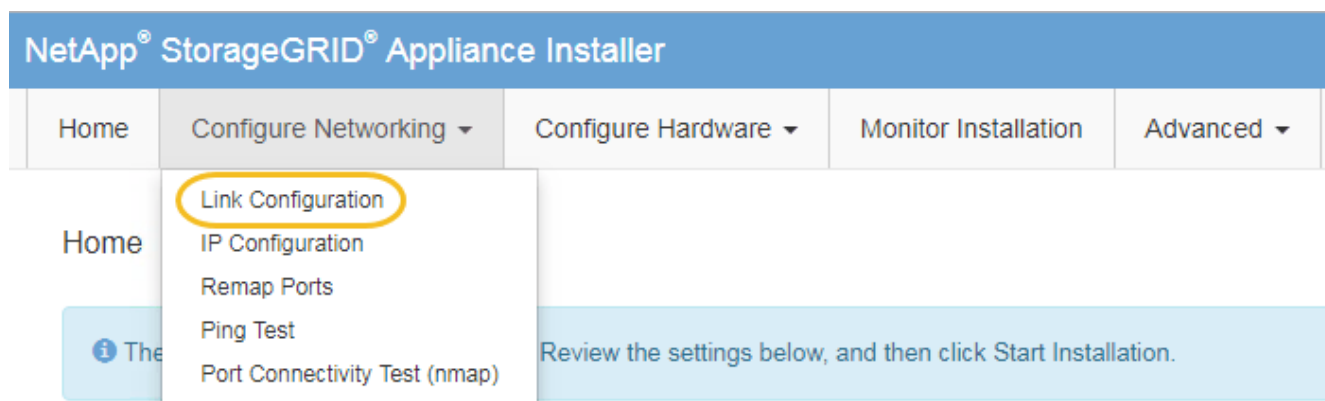 NetApp® StorageGRID® Appliance Installer
Home Configure Networking Configure Hardware Monitor Installation Advanced
Link Configuration
Home
IP Configuration
Remap Ports
Ping Test
The Review the settings below, and then click Start Installation.
Port Connectivity Test (nmap)